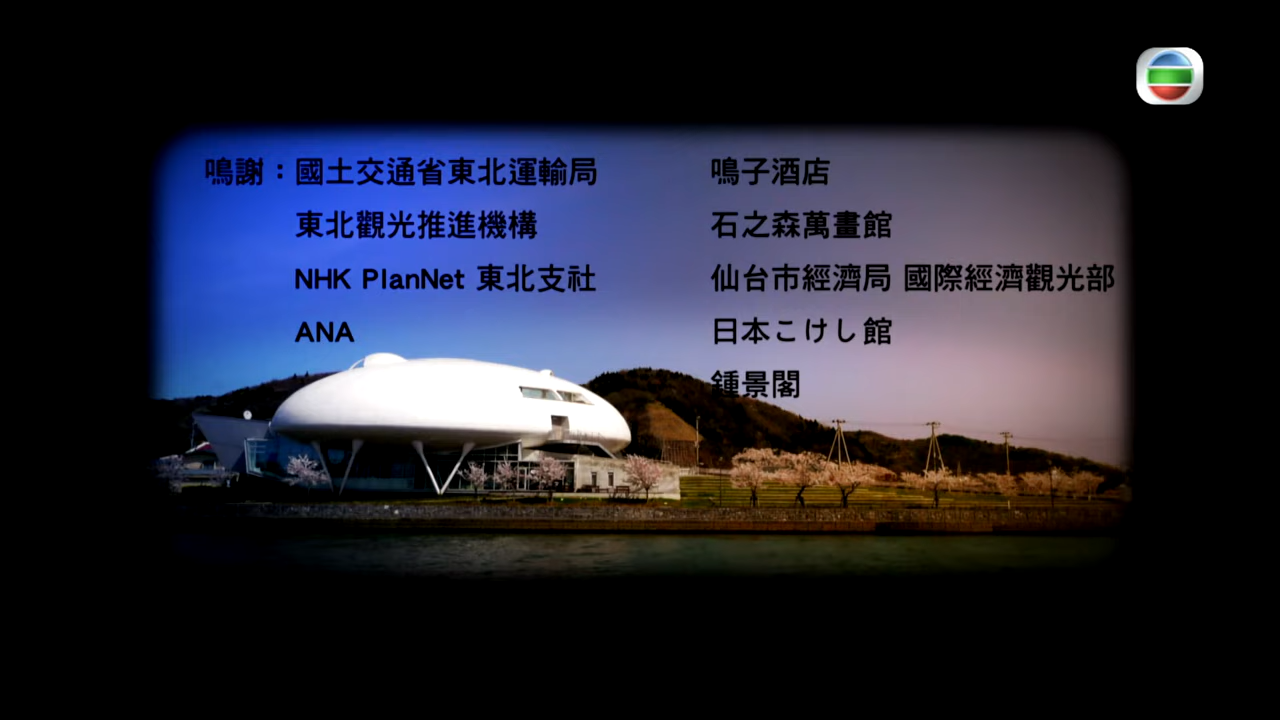 鳴謝：國土交通省東北運輸局
東北觀光推進機構
NHK PlanNet 東北支社
ANA
鳴子酒店
石之森萬畫館
仙台市經濟局 國際經濟觀光部
日本こけし館
鍾景閣